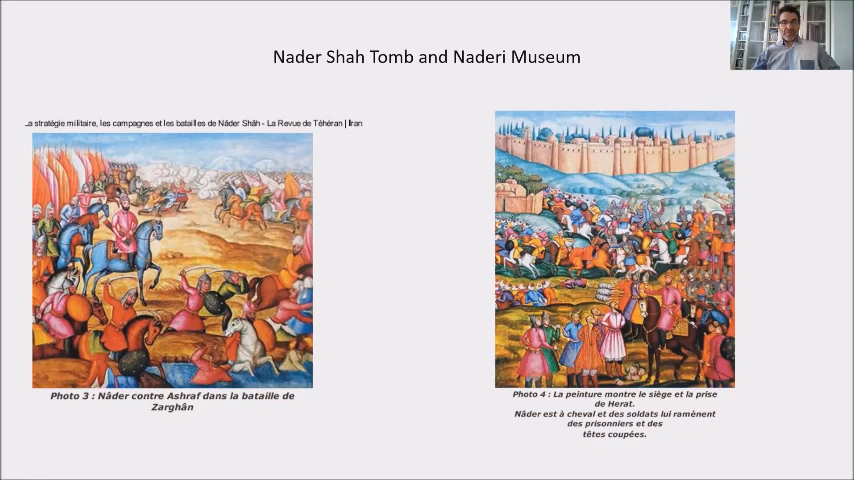 Nader Shah Tomb and Naderi Museum
La stratégie militaire, les campagnes et les batailles de Nâder Shâh - La Revue de Téhéran | Iran
Photo 3 : Nâder contre Ashraf dans la bataille de
Zarghân
Photo 4 : La peinture montre le siège et la prise
de Herat.
Nâder est à cheval et des soldats lui ramènent
des prisonniers et des
têtes coupées.